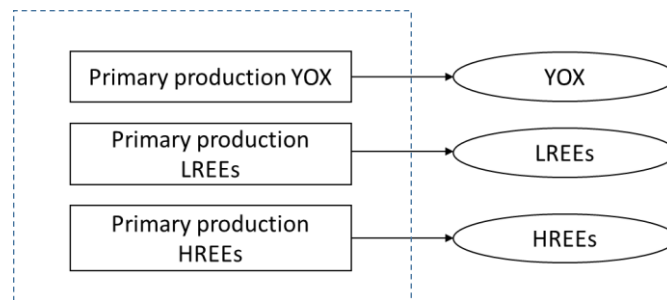 Primary production YOX
YOX
Primary production
LREEs
LREEs
Primary production
HREEs
HREEs